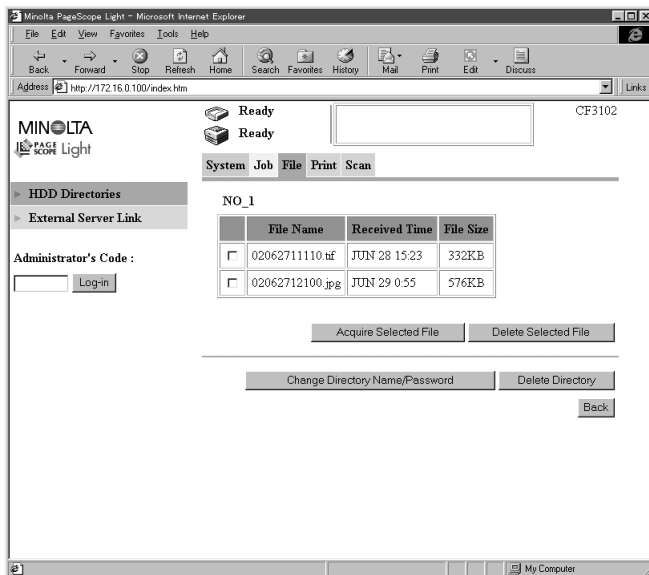 Minolta PageScope Light - Microsoft Internet Explorer
File Edit View Favorites Tools Help
Back Forward Stop Refresh Home Search Favorites History Mail Print Edit Discuss
Address http://172.16.0.100/index.htm Links
MINOLTA
PAGE SCOPE Light
Ready
Ready
CF3102
System Job File Print Scan
HDD Directories
External Server Link
Administrator's Code :
Log-in
NO_1
File Name Received Time File Size
02062711110.tif JUN 28 15:23 332KB
02062712100.jpg JUN 29 0:55 576KB
Acquire Selected File Delete Selected File
Change Directory Name/Password Delete Directory
Back
My Computer